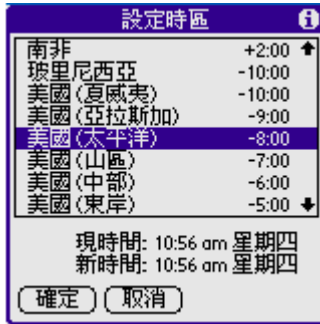 設定時區
南非 +2:00
玻里尼西亞 -10:00
美國(夏威夷) -10:00
美國(亞拉斯加) -9:00
美國(太平洋) -8:00
美國(山區) -7:00
美國(中部) -6:00
美國(東岸) -5:00
現時間: 10:56 am 星期四
新時間: 10:56 am 星期四
確定 取消